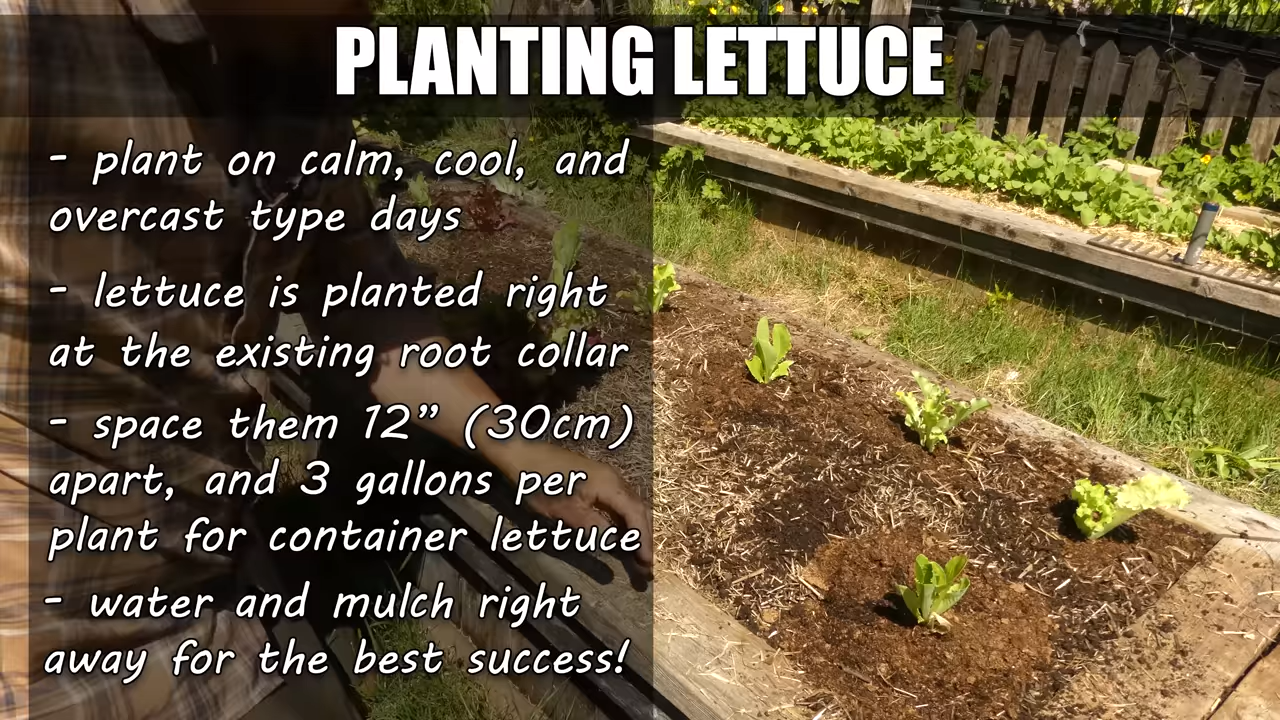 PLANTING LETTUCE
- plant on calm, cool, and
overcast type days
- lettuce is planted right
at the existing root collar
- space them 12” (30cm)
apart, and 3 gallons per
plant for container lettuce
- water and mulch right
away for the best success!